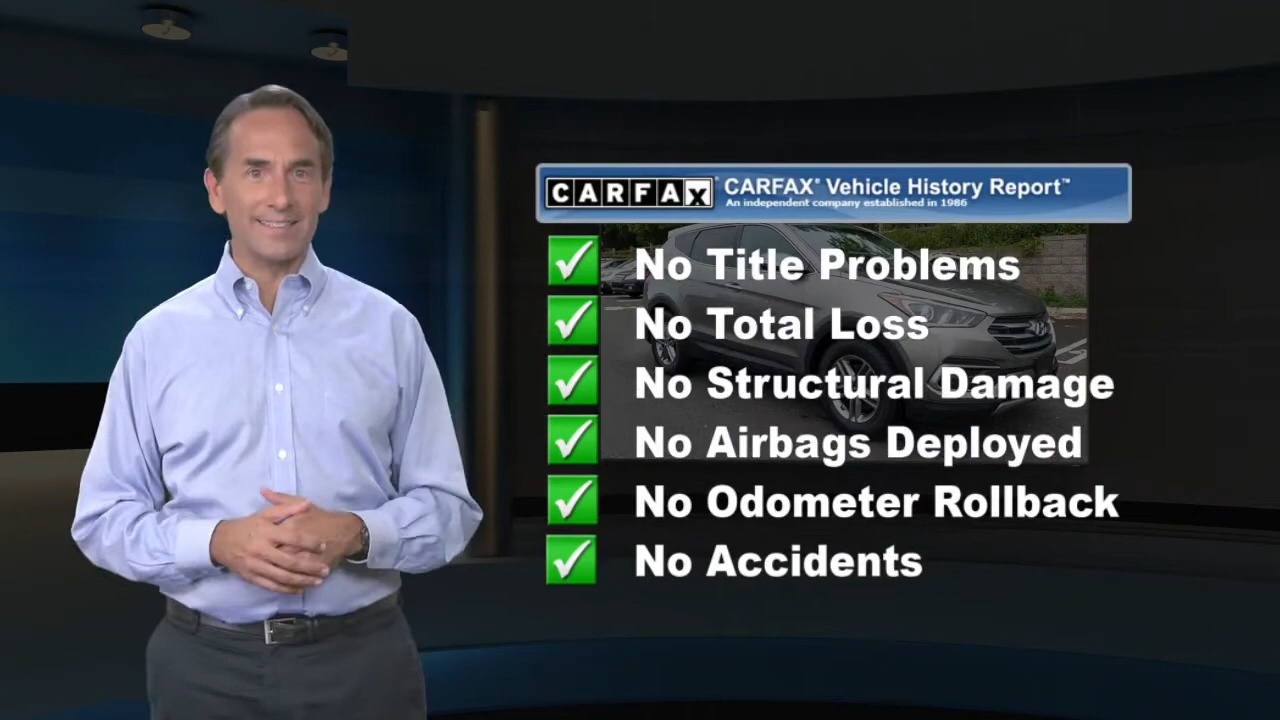 CARFAX® CARFAX® Vehicle History Report™
An independent company established in 1986
No Title Problems
No Total Loss
No Structural Damage
No Airbags Deployed
No Odometer Rollback
No Accidents